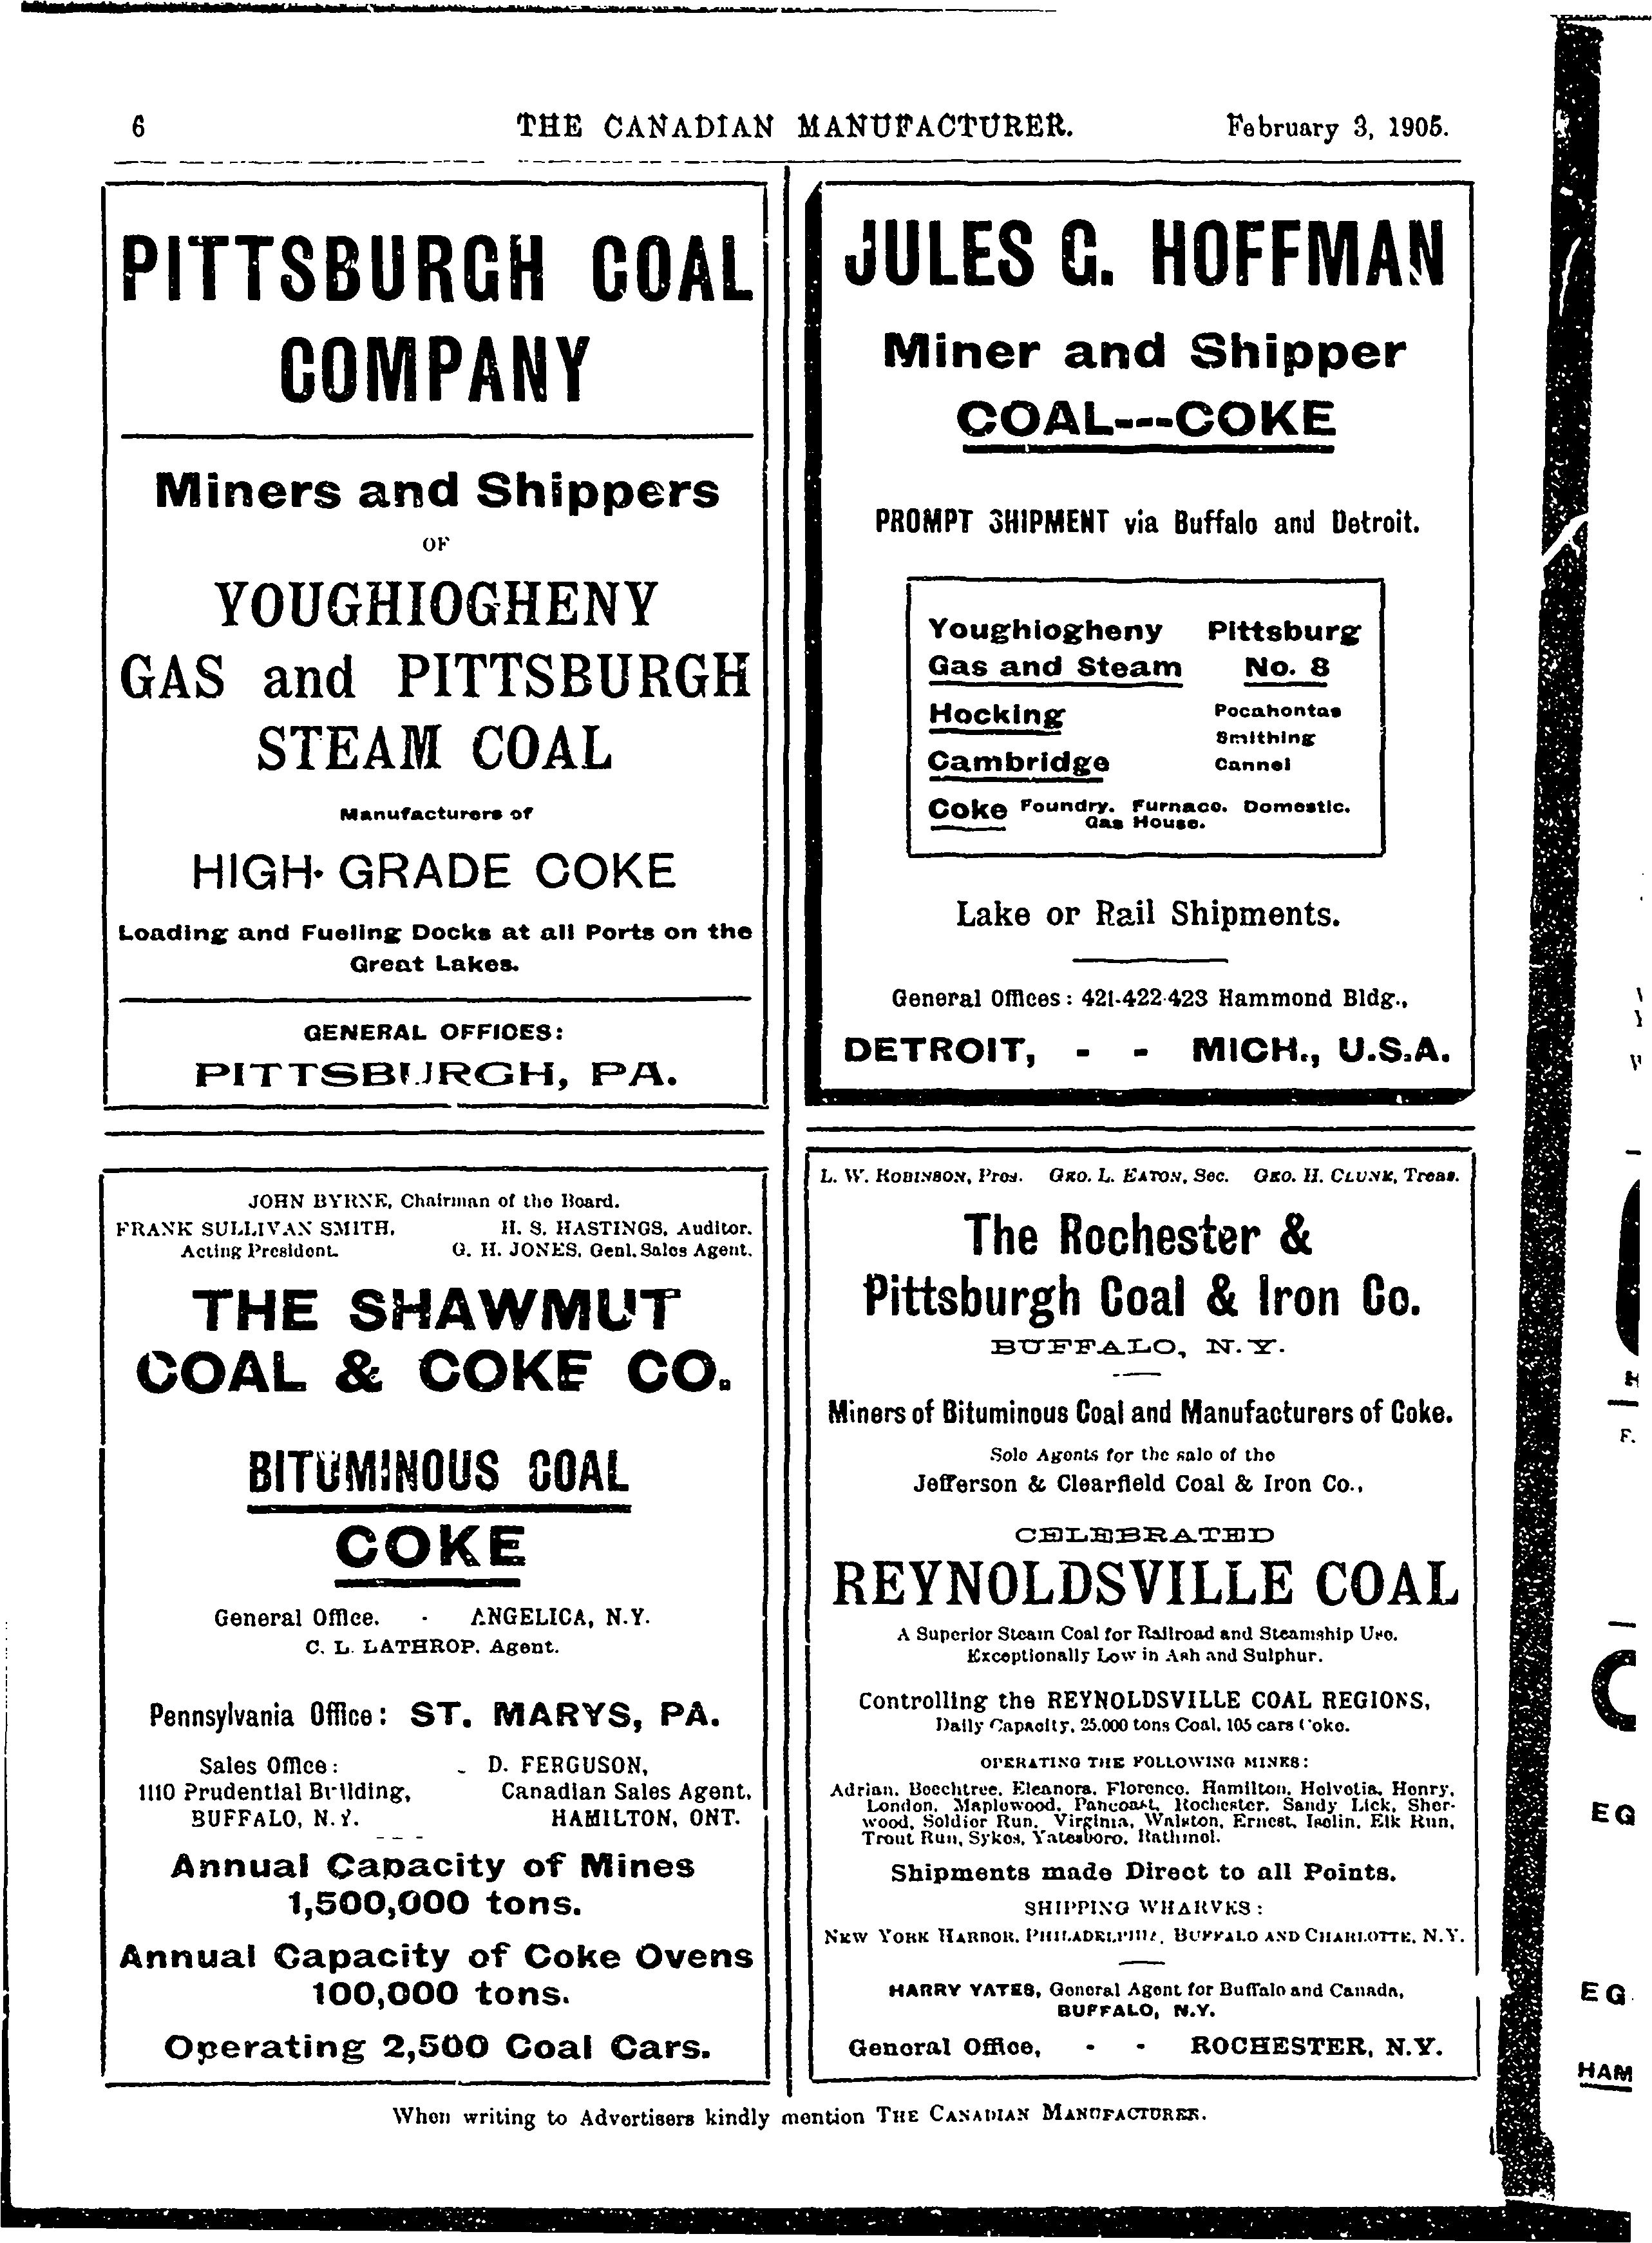 6
THE CANADIAN MANUFACTURER.
February 3, 1905.
PITTSBURGH COAL
COMPANY
Miners and Shippers
OF
YOUGHIOGHENY
GAS and PITTSBURGH
STEAM COAL
Manufacturers of
HIGH-GRADE COKE
Loading and Fueling Docks at all Ports on the
Great Lakes.
GENERAL OFFICES:
PITTSBURGH, PA.
JULES G. HOFFMAN
Miner and Shipper
COAL---COKE
PROMPT SHIPMENT via Buffalo and Detroit.
Youghiogheny Pittsburg
Gas and Steam No. 8
Hocking Pocahontas
Smithing
Cambridge Cannel
Coke Foundry. Furnace. Domestic.
Gas House.
Lake or Rail Shipments.
General Offices: 421-422-423 Hammond Bldg.,
DETROIT, - - MICH., U.S.A.
JOHN BYRNE, Chairman of the Board.
FRANK SULLIVAN SMITH, H. S. HASTINGS, Auditor.
Acting President. G. H. JONES, Genl. Sales Agent.
THE SHAWMUT
COAL & COKE CO.
BITUMINOUS COAL
COKE
General Office. - ANGELICA, N.Y.
C. L. LATHROP, Agent.
Pennsylvania Office: ST. MARYS, PA.
Sales Office: - D. FERGUSON,
1110 Prudential Building, Canadian Sales Agent,
BUFFALO, N.Y. HAMILTON, ONT.
Annual Capacity of Mines
1,500,000 tons.
Annual Capacity of Coke Ovens
100,000 tons.
Operating 2,500 Coal Cars.
L. W. ROBINSON, Pres. GEO. L. EATON, Sec. GEO. H. CLUNE, Treas.
The Rochester &
Pittsburgh Coal & Iron Co.
BUFFALO, N.Y.
Miners of Bituminous Coal and Manufacturers of Coke.
Sole Agents for the sale of the
Jefferson & Clearfield Coal & Iron Co.,
CELEBRATED
REYNOLDSVILLE COAL
A Superior Steam Coal for Railroad and Steamship Use.
Exceptionally Low in Ash and Sulphur.
Controlling the REYNOLDSVILLE COAL REGIONS,
Daily Capacity, 25,000 tons Coal, 105 cars Coke.
OPERATING THE FOLLOWING MINES:
Adrian, Beechtree, Eleanora, Florence, Hamilton, Helvetia, Henry,
London, Maplewood, Pancoast, Rochester, Sandy Lick, Sher-
wood, Soldier Run, Virginia, Walston, Ernest, Iselin, Elk Run,
Trout Run, Sykes, Yatesboro, Rathmel.
Shipments made Direct to all Points.
SHIPPING WHARVES:
NEW YORK HARBOR, PHILADELPHIA, BUFFALO AND CHARLOTTE, N.Y.
HARRY YATES, General Agent for Buffalo and Canada,
BUFFALO, N.Y.
General Office, - - ROCHESTER, N.Y.
When writing to Advertisers kindly mention THE CANADIAN MANUFACTURER.
F.
C
EG
EG
HAM